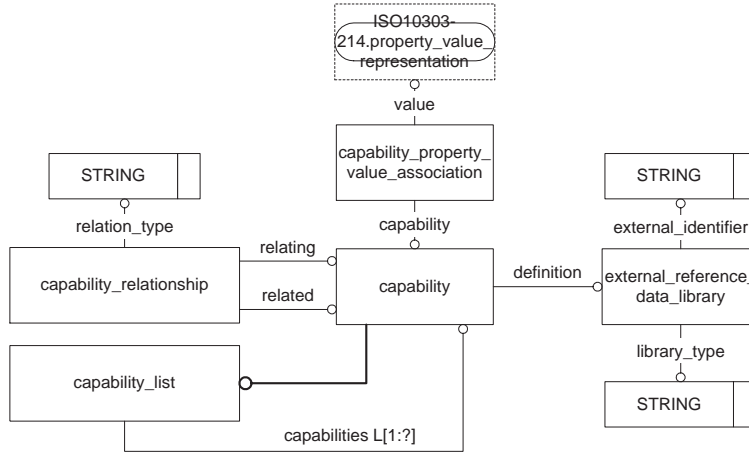 ISO10303-
214.property_value_
representation
value
capability_property_
value_association
STRING
STRING
capability
relation_type
external_identifier
relating
capability_relationship
capability
definition
external_reference_
data_library
related
library_type
capability_list
STRING
capabilities L[1:?]